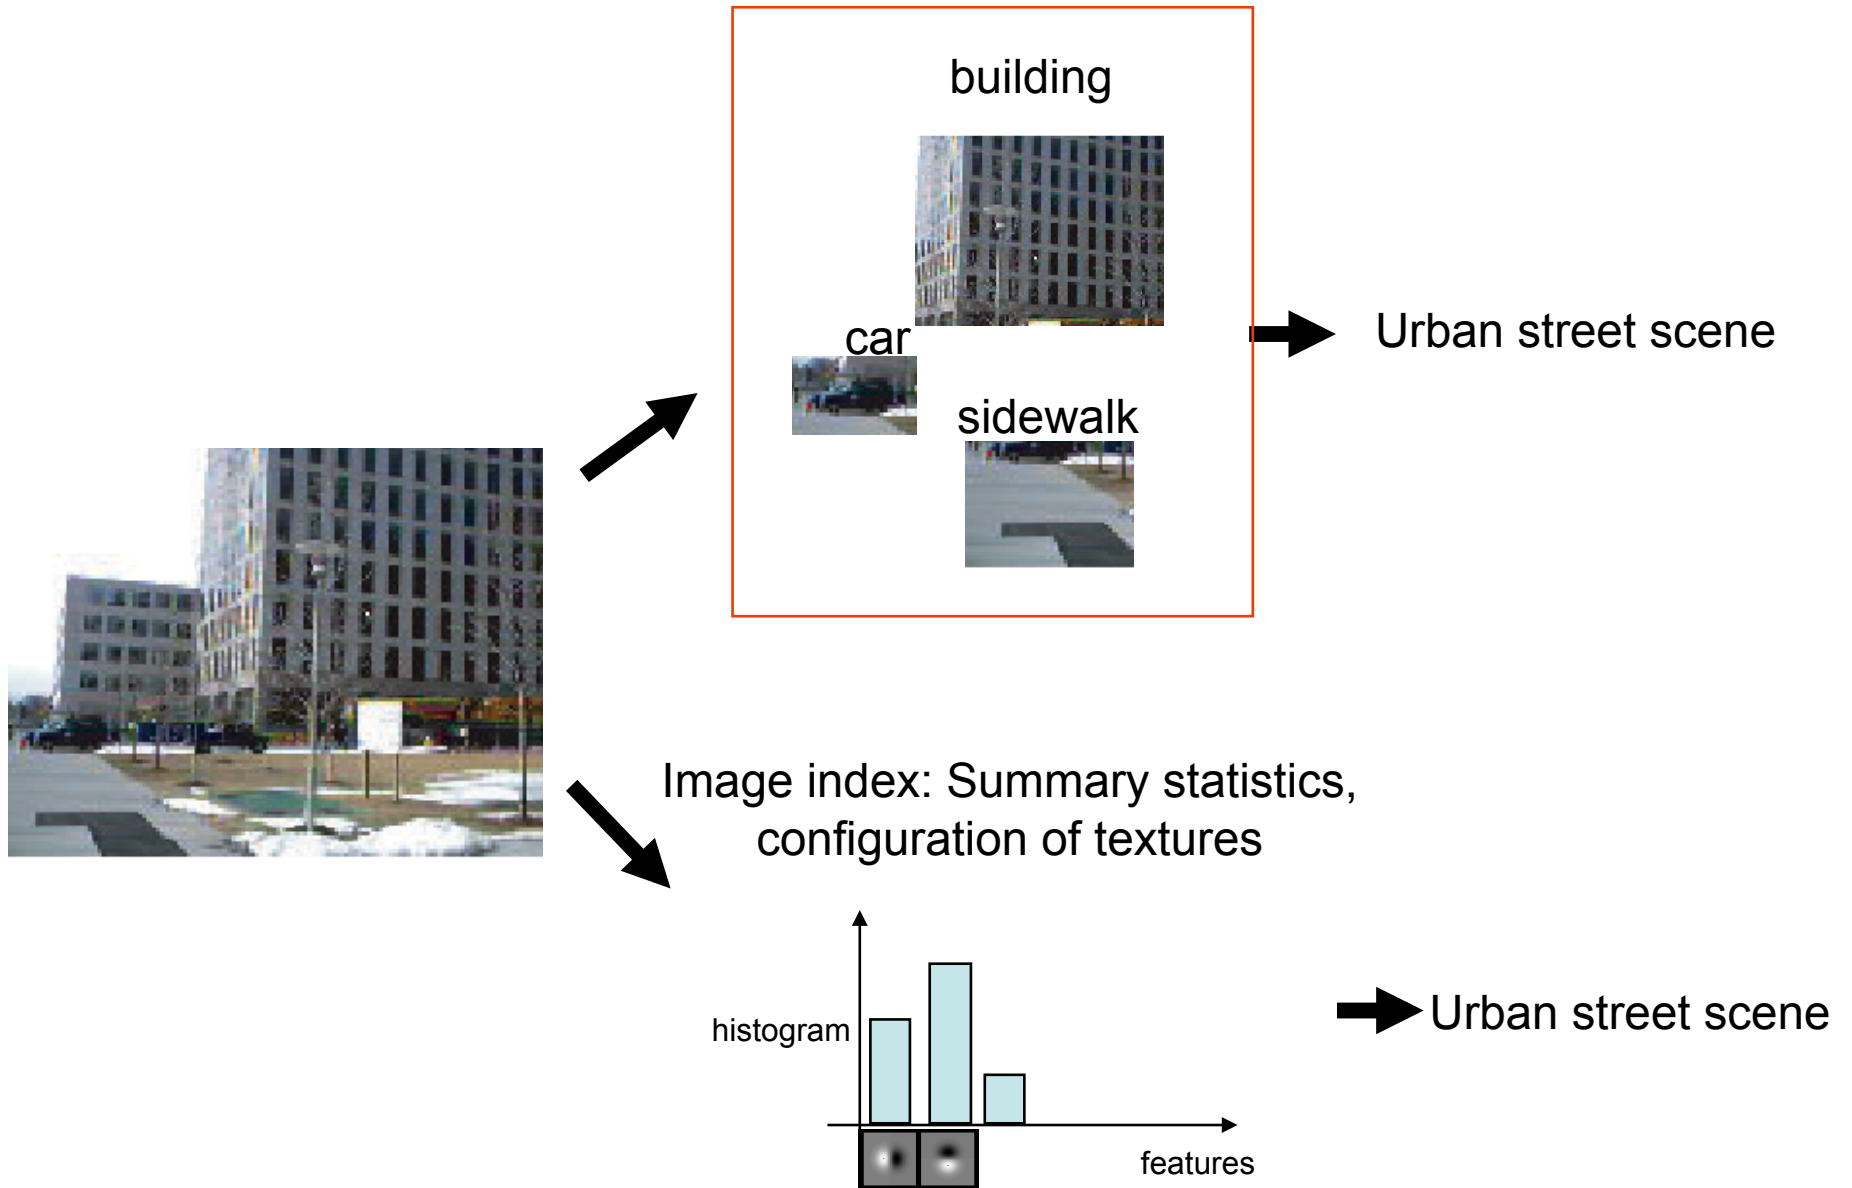 building
car
sidewalk
Urban street scene
Image index: Summary statistics,
configuration of textures
histogram
features
Urban street scene